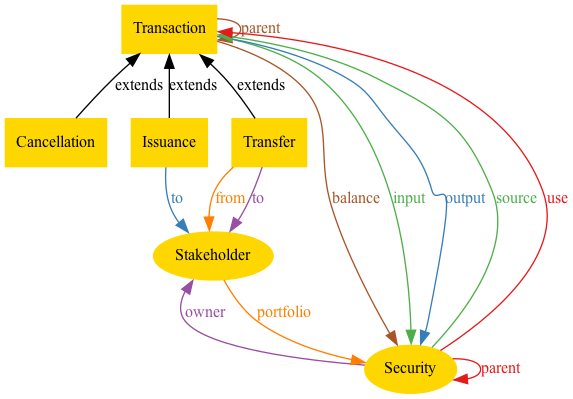 Transaction
parent
extends
extends
extends
Cancellation
Issuance
Transfer
to
from
to
balance
input
output
source
use
Stakeholder
owner
portfolio
Security
parent